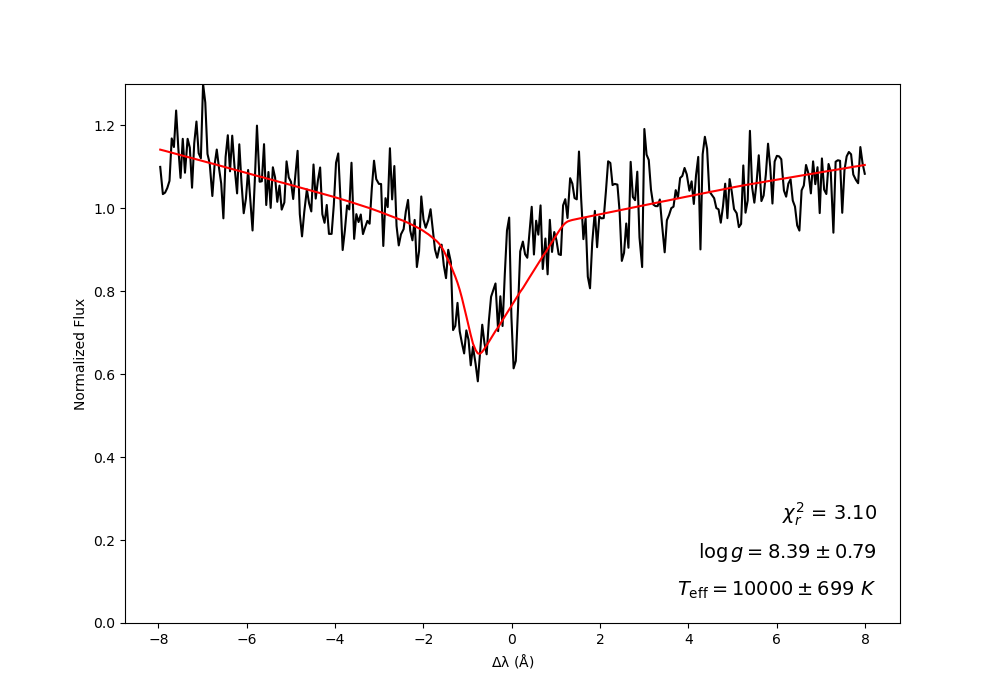 1.2
1.0
0.8
0.6
0.4
0.2
0.0
Normalized Flux
χ²ᵣ = 3.10
log g = 8.39 ± 0.79
T_eff = 10000 ± 699 K
−8 −6 −4 −2 0 2 4 6 8
Δλ (Å)